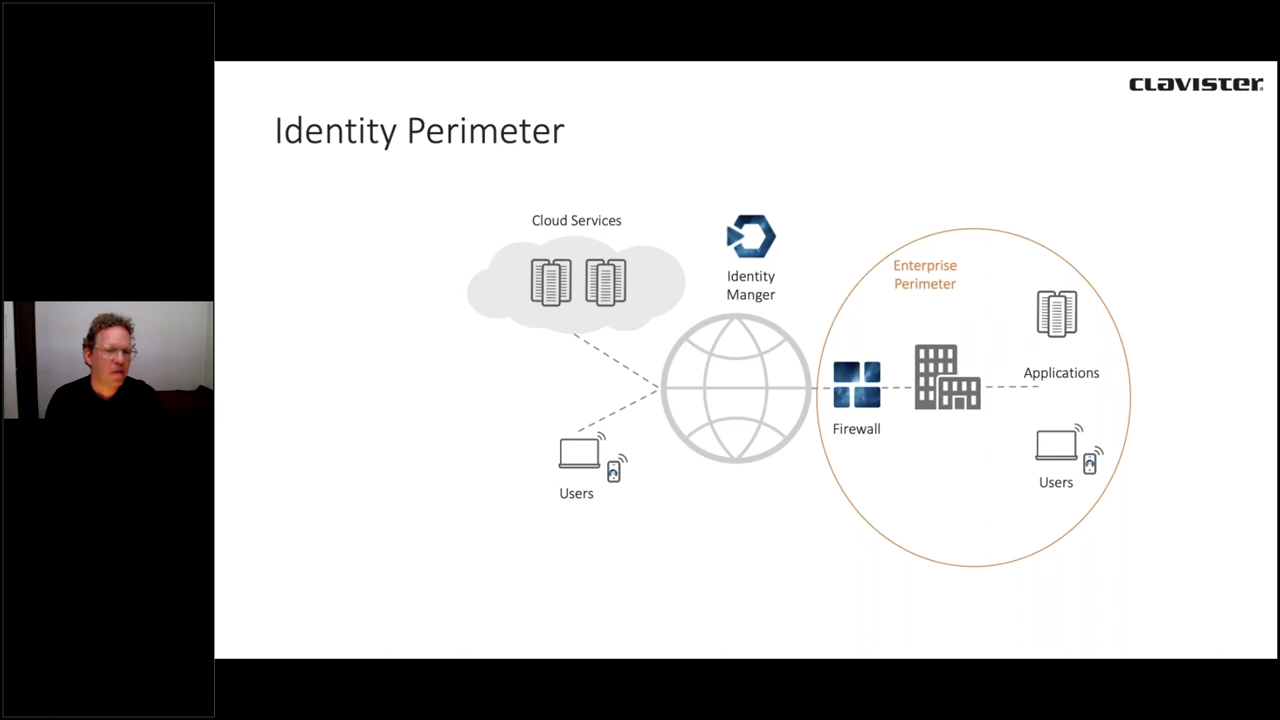 CLAVISTER
Identity Perimeter
Cloud Services
Identity
Manger
Enterprise
Perimeter
Applications
Firewall
Users
Users